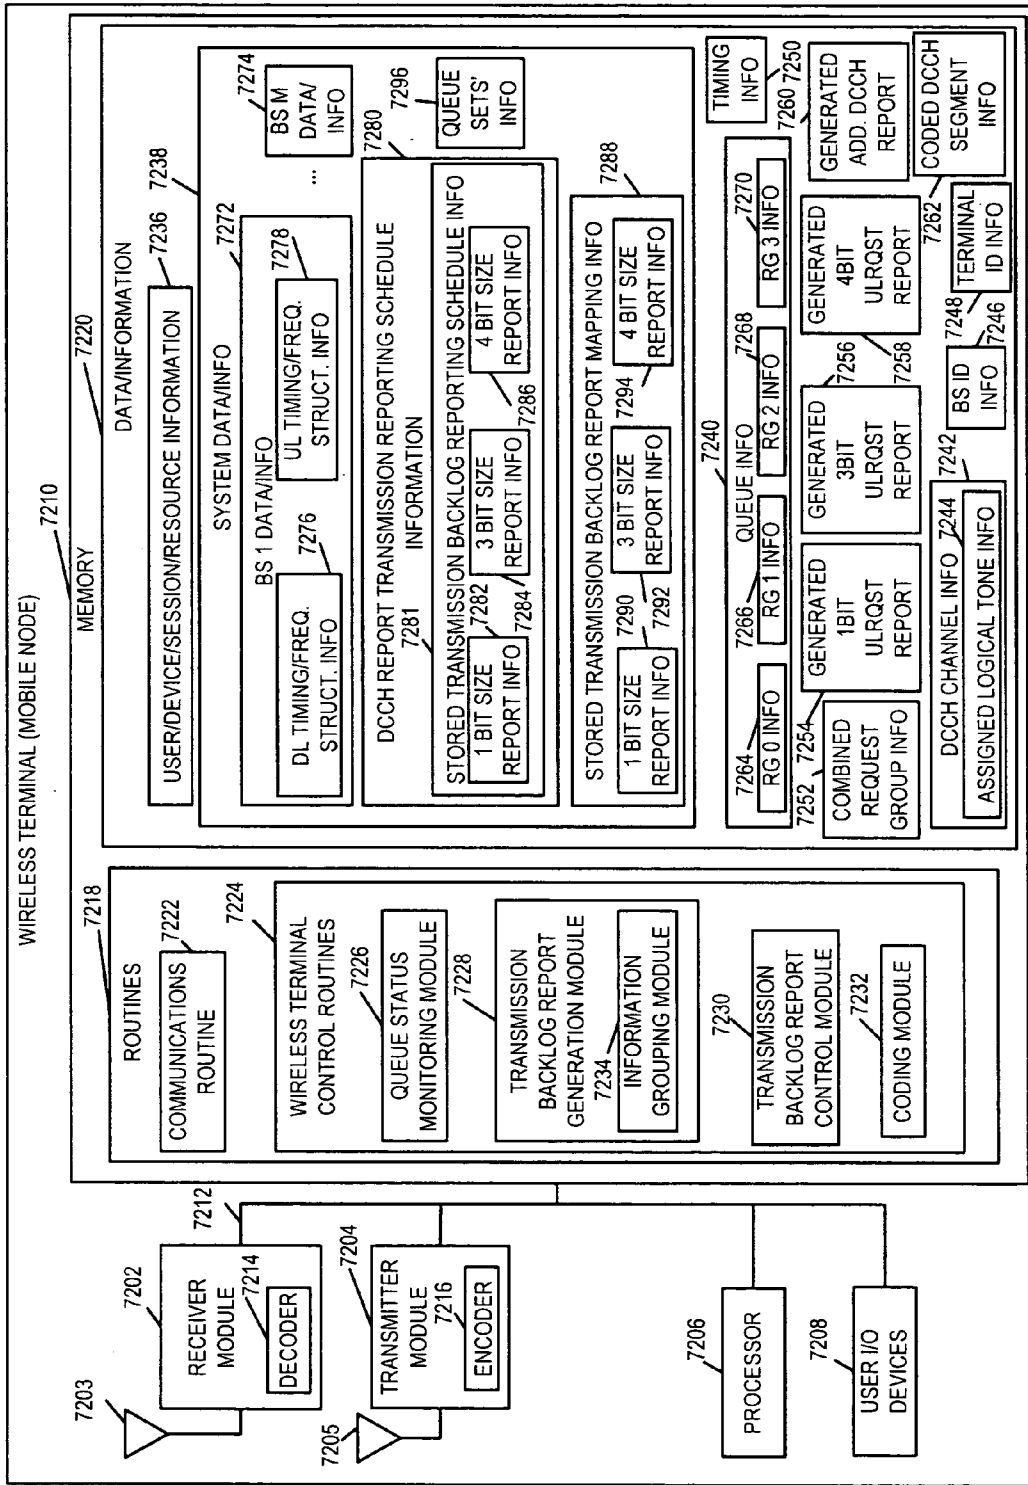 WIRELESS TERMINAL (MOBILE NODE)
7203
7202
RECEIVER
MODULE
7214
DECODER
7212
7205
7204
TRANSMITTER
MODULE
7216
ENCODER
7206
PROCESSOR
7208
USER I/O
DEVICES
7210
MEMORY
7218
ROUTINES
7222
COMMUNICATIONS
ROUTINE
7224
WIRELESS TERMINAL
CONTROL ROUTINES
7226
QUEUE STATUS
MONITORING MODULE
7228
TRANSMISSION
BACKLOG REPORT
GENERATION MODULE
7234
INFORMATION
GROUPING MODULE
7230
TRANSMISSION
BACKLOG REPORT
CONTROL MODULE
7232
CODING MODULE
7220
DATA/INFORMATION
7236
USER/DEVICE/SESSION/RESOURCE INFORMATION
7238
SYSTEM DATA/INFO
7272
BS 1 DATA/INFO
7276
DL TIMING/FREQ.
STRUCT. INFO
7278
UL TIMING/FREQ.
STRUCT. INFO
...
7274
BS M
DATA/
INFO
7280
DCCH REPORT TRANSMISSION REPORTING SCHEDULE
INFORMATION
7281
STORED TRANSMISSION BACKLOG REPORTING SCHEDULE INFO
7282
1 BIT SIZE
REPORT INFO
7284
3 BIT SIZE
REPORT INFO
7286
4 BIT SIZE
REPORT INFO
7296
QUEUE
SETS'
INFO
7288
STORED TRANSMISSION BACKLOG REPORT MAPPING INFO
7290
1 BIT SIZE
REPORT INFO
7292
3 BIT SIZE
REPORT INFO
7294
4 BIT SIZE
REPORT INFO
7240
QUEUE INFO
7264
RG 0 INFO
7266
RG 1 INFO
7268
RG 2 INFO
7270
RG 3 INFO
TIMING
INFO
7250
7252
COMBINED
REQUEST
GROUP INFO
7254
GENERATED
1BIT
ULRQST
REPORT
7256
GENERATED
3BIT
ULRQST
REPORT
7258
GENERATED
4BIT
ULRQST
REPORT
7260
GENERATED
ADD. DCCH
REPORT
7262
CODED DCCH
SEGMENT
INFO
7242
DCCH CHANNEL INFO
7244
ASSIGNED LOGICAL TONE INFO
7246
BS ID
INFO
7248
TERMINAL
ID INFO